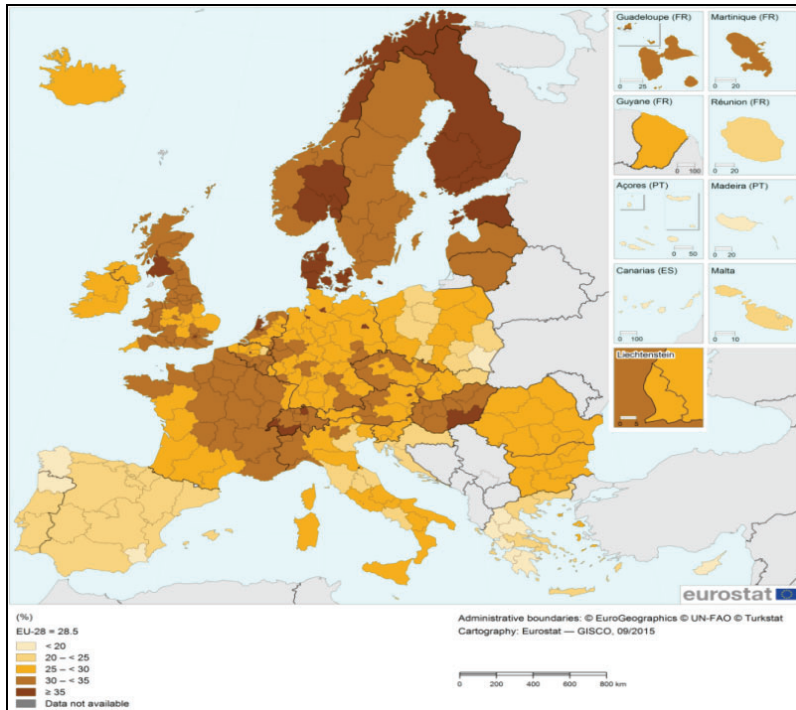 Guadeloupe (FR)
0 25
Martinique (FR)
0 20
Guyane (FR)
0 100
Réunion (FR)
0 20
Açores (PT)
0 50
Madeira (PT)
0 20
Canarias (ES)
0 100
Malta
0 10
Liechtenstein
0 5
eurostat
(%)
EU-28 = 28.5
< 20
20 – < 25
25 – < 30
30 – < 35
≥ 35
Data not available
Administrative boundaries: © EuroGeographics © UN-FAO © Turkstat
Cartography: Eurostat — GISCO, 09/2015
0 200 400 600 800 km